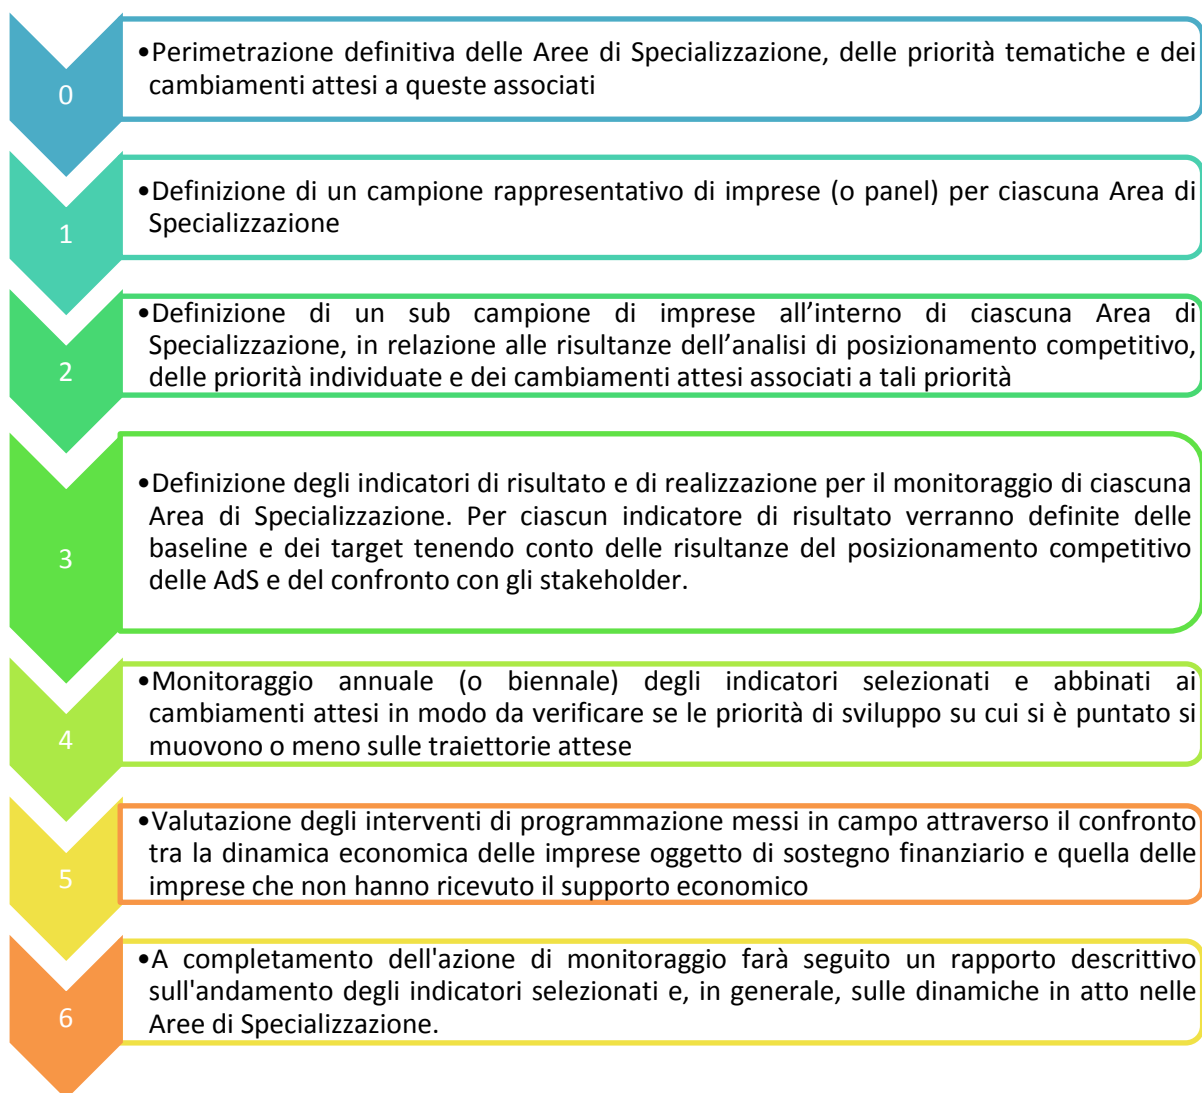 0
•Perimetrazione definitiva delle Aree di Specializzazione, delle priorità tematiche e dei
cambiamenti attesi a queste associati
1
•Definizione di un campione rappresentativo di imprese (o panel) per ciascuna Area di
Specializzazione
2
•Definizione di un sub campione di imprese all’interno di ciascuna Area di
Specializzazione, in relazione alle risultanze dell’analisi di posizionamento competitivo,
delle priorità individuate e dei cambiamenti attesi associati a tali priorità
3
•Definizione degli indicatori di risultato e di realizzazione per il monitoraggio di ciascuna
Area di Specializzazione. Per ciascun indicatore di risultato verranno definite delle
baseline e dei target tenendo conto delle risultanze del posizionamento competitivo
delle AdS e del confronto con gli stakeholder.
4
•Monitoraggio annuale (o biennale) degli indicatori selezionati e abbinati ai
cambiamenti attesi in modo da verificare se le priorità di sviluppo su cui si è puntato si
muovono o meno sulle traiettorie attese
5
•Valutazione degli interventi di programmazione messi in campo attraverso il confronto
tra la dinamica economica delle imprese oggetto di sostegno finanziario e quella delle
imprese che non hanno ricevuto il supporto economico
6
•A completamento dell'azione di monitoraggio farà seguito un rapporto descrittivo
sull'andamento degli indicatori selezionati e, in generale, sulle dinamiche in atto nelle
Aree di Specializzazione.